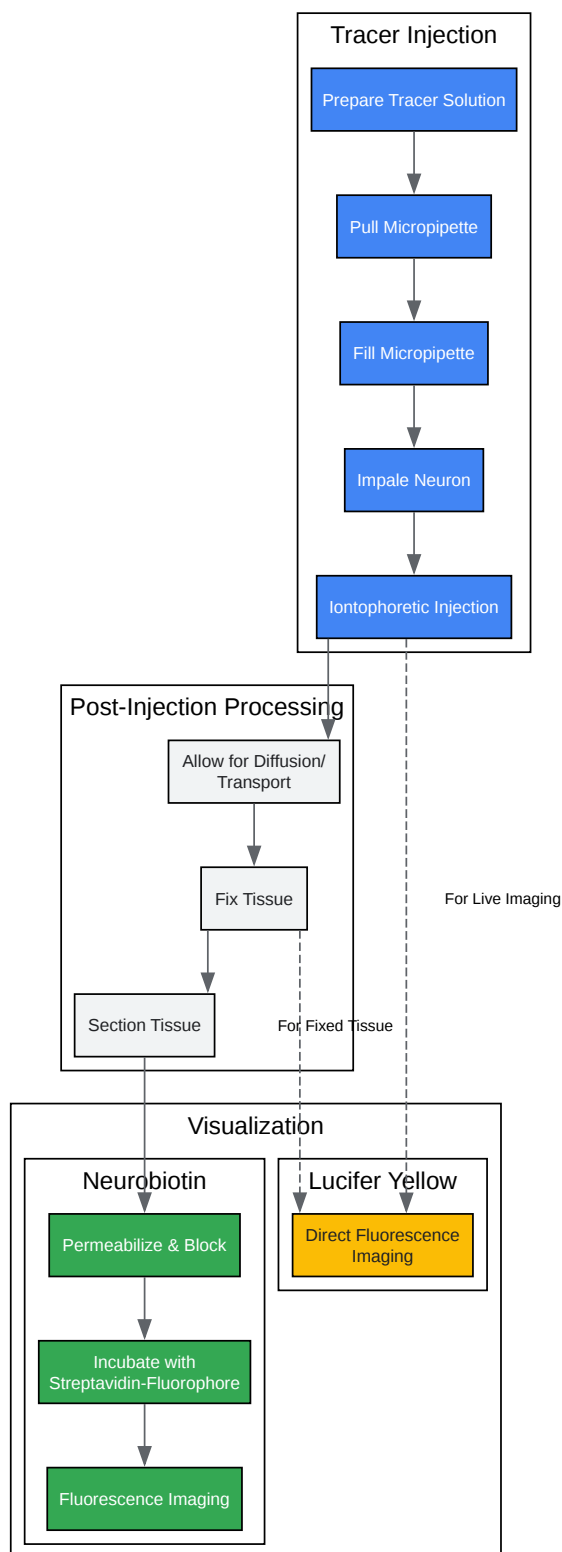 Tracer Injection
Prepare Tracer Solution
Pull Micropipette
Fill Micropipette
Impale Neuron
Iontophoretic Injection
Post-Injection Processing
Allow for Diffusion/
Transport
Fix Tissue
For Live Imaging
Section Tissue
For Fixed Tissue
Visualization
Neurobiotin
Permeabilize & Block
Incubate with
Streptavidin-Fluorophore
Fluorescence Imaging
Lucifer Yellow
Direct Fluorescence
Imaging